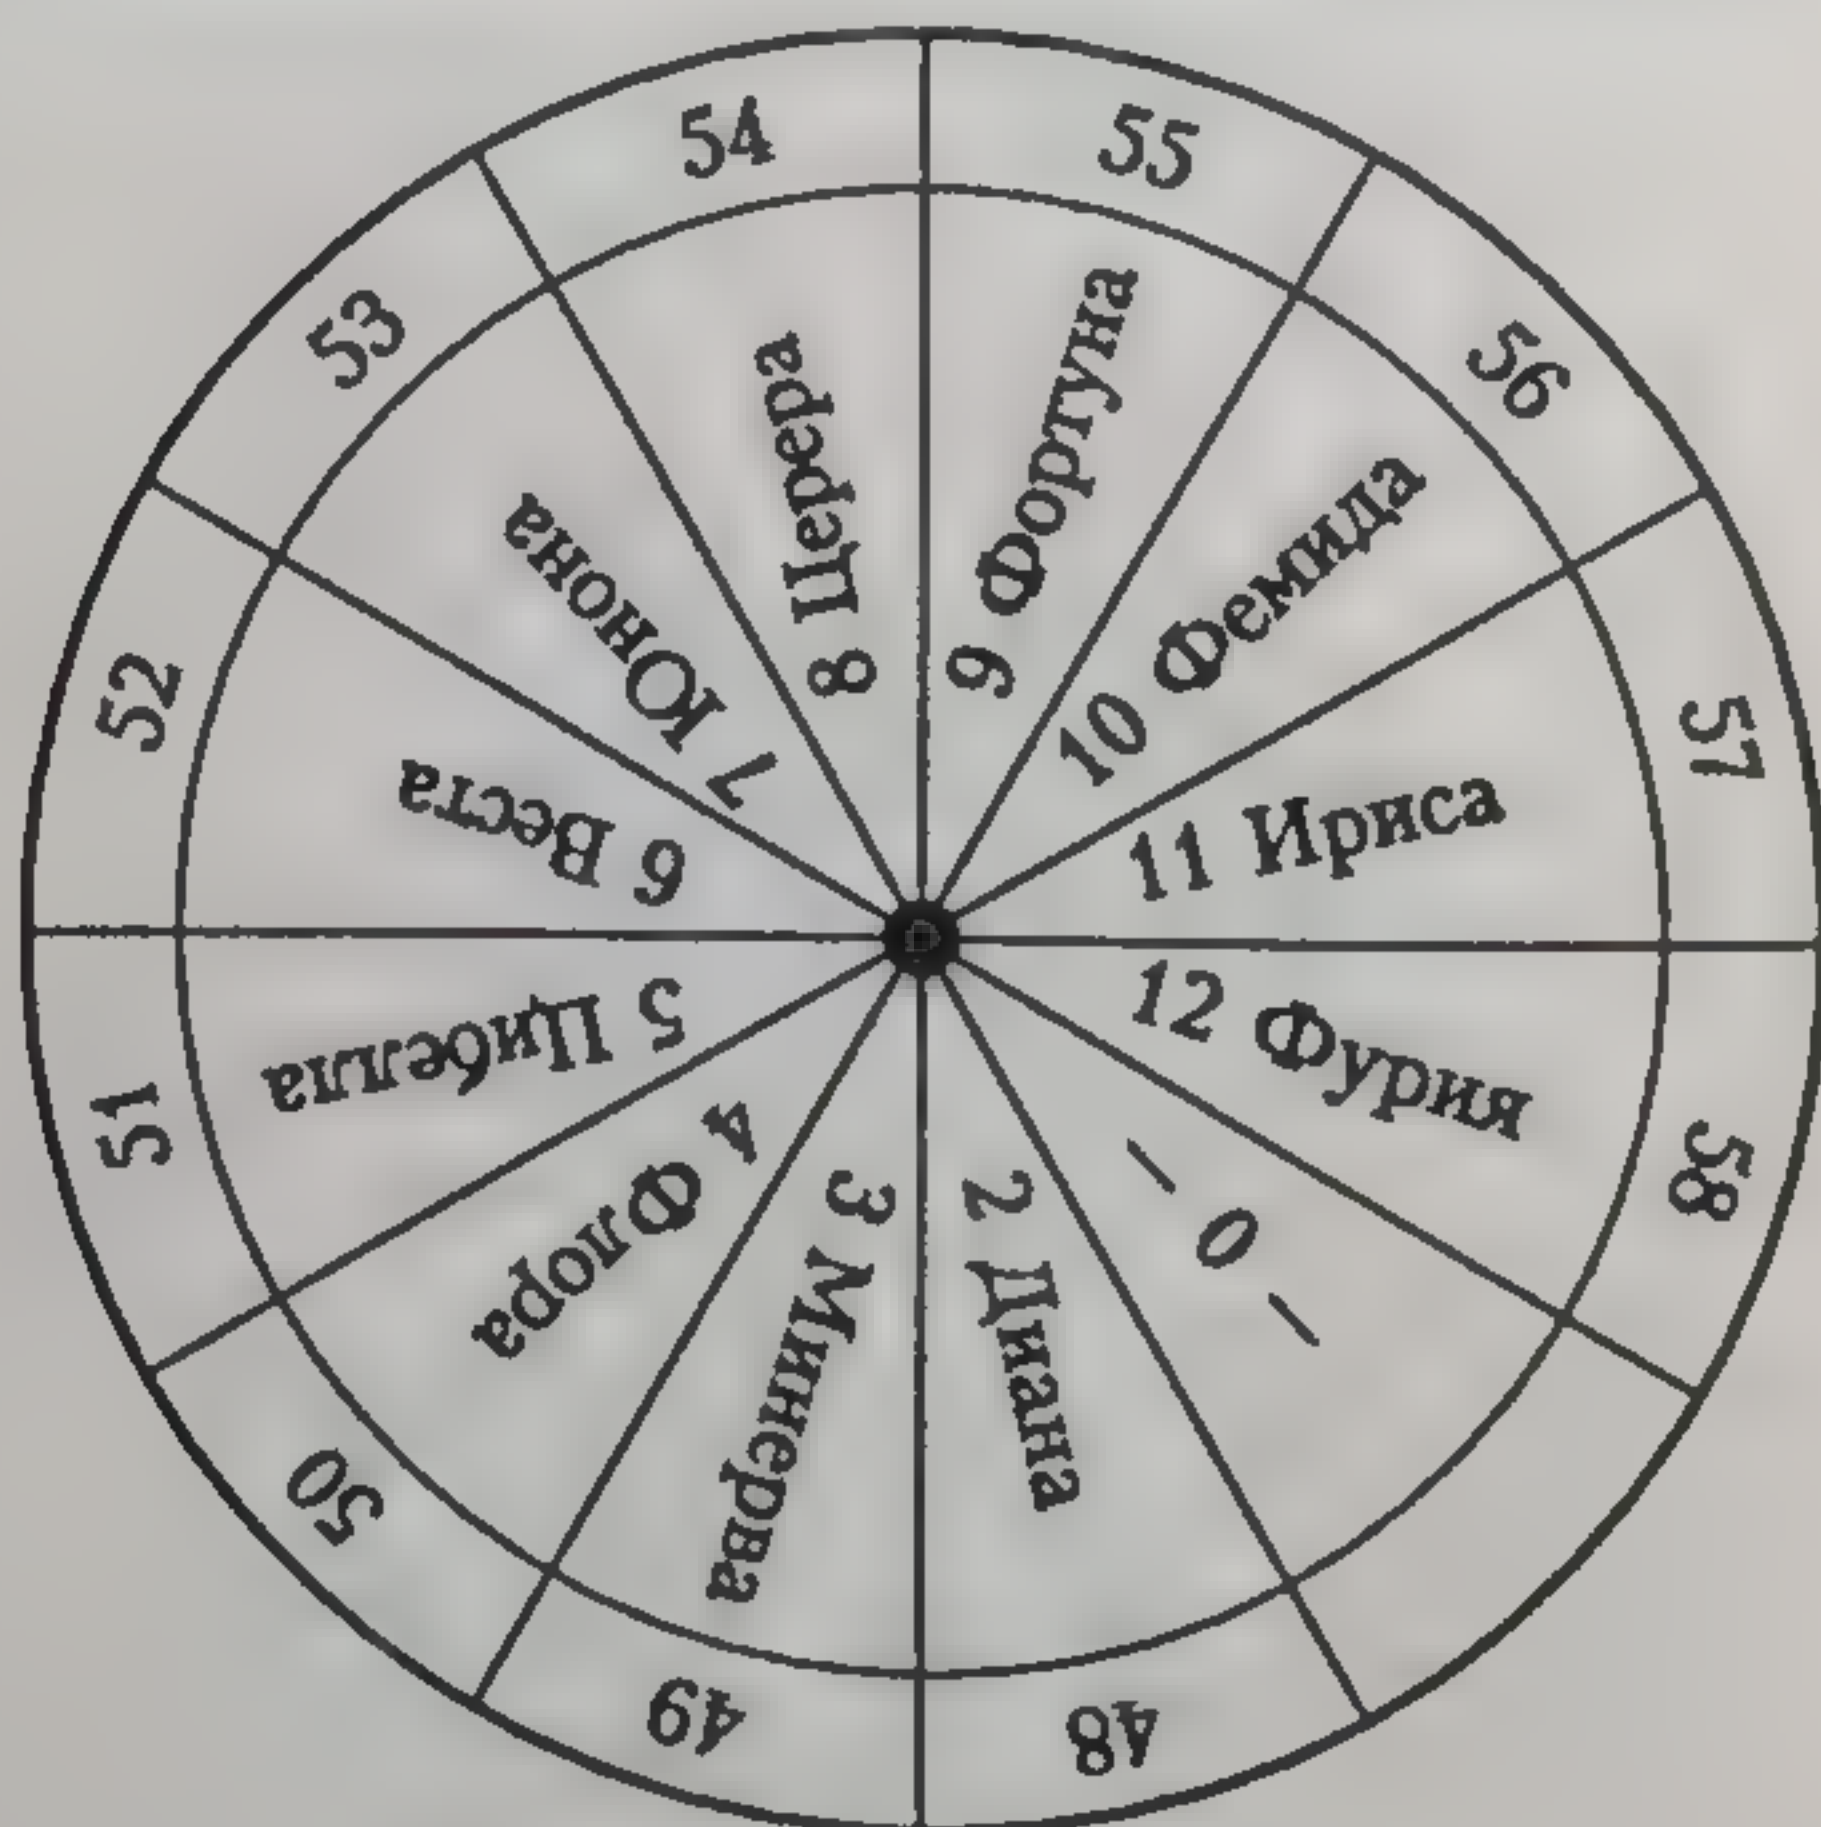 48
2 Диана
49
3 Минерва
50
4 Флора
51
5 Цибелла
52
6 Веста
53
7 Юнона
54
8 Церера
55
9 Фортуна
56
10 Фемида
57
11 Ириса
58
12 Фурия
– 0 –